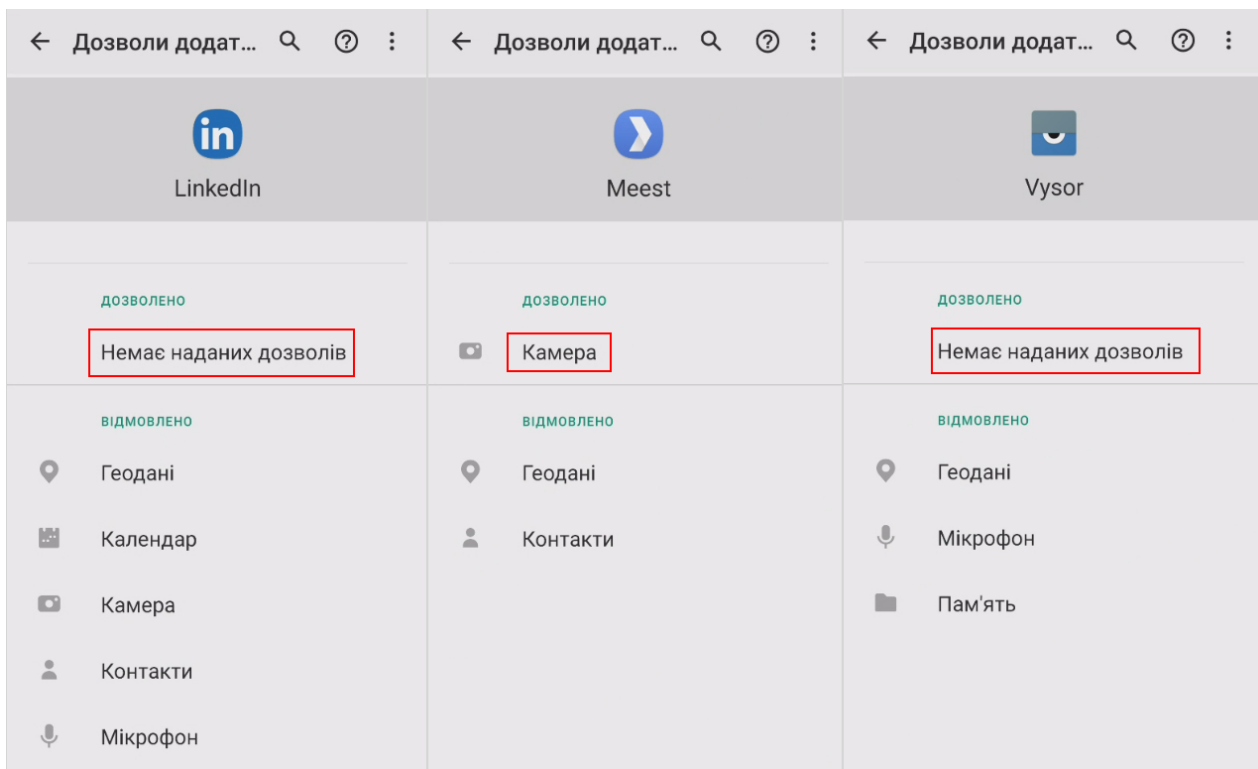 Дозволи додат...
in
LinkedIn
ДОЗВОЛЕНО
Немає наданих дозволів
ВІДМОВЛЕНО
Геодані
Календар
Камера
Контакти
Мікрофон
Дозволи додат...
Meest
ДОЗВОЛЕНО
Камера
ВІДМОВЛЕНО
Геодані
Контакти
Дозволи додат...
Vysor
ДОЗВОЛЕНО
Немає наданих дозволів
ВІДМОВЛЕНО
Геодані
Мікрофон
Пам'ять